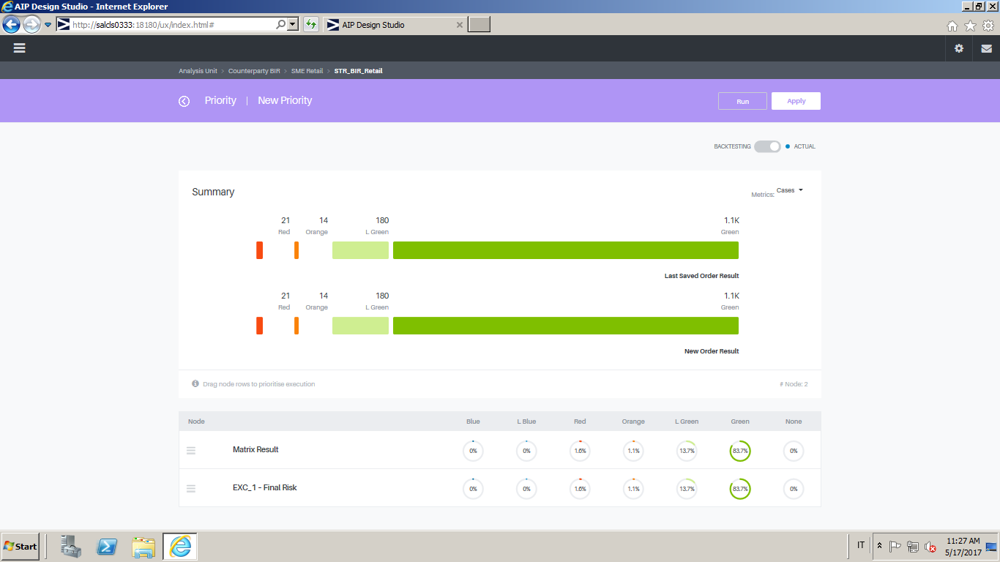 AIP Design Studio - Internet Explorer
http://salcls0333:18180/ux/index.html#
AIP Design Studio
Analysis Unit > Counterparty BIR > SME Retail > STR_BIR_Retail
Priority | New Priority
Run
Apply
BACKTESTING
ACTUAL
Summary
Metrics: Cases
21 14 180 1.1K
Red Orange L Green Green
Last Saved Order Result
21 14 180 1.1K
Red Orange L Green Green
New Order Result
Drag node rows to prioritise execution
# Node: 2
Node Blue L Blue Red Orange L Green Green None
Matrix Result 0% 0% 1.6% 1.1% 13.7% 83.7% 0%
EXC_1 - Final Risk 0% 0% 1.6% 1.1% 13.7% 83.7% 0%
Start
IT
11:27 AM
5/17/2017